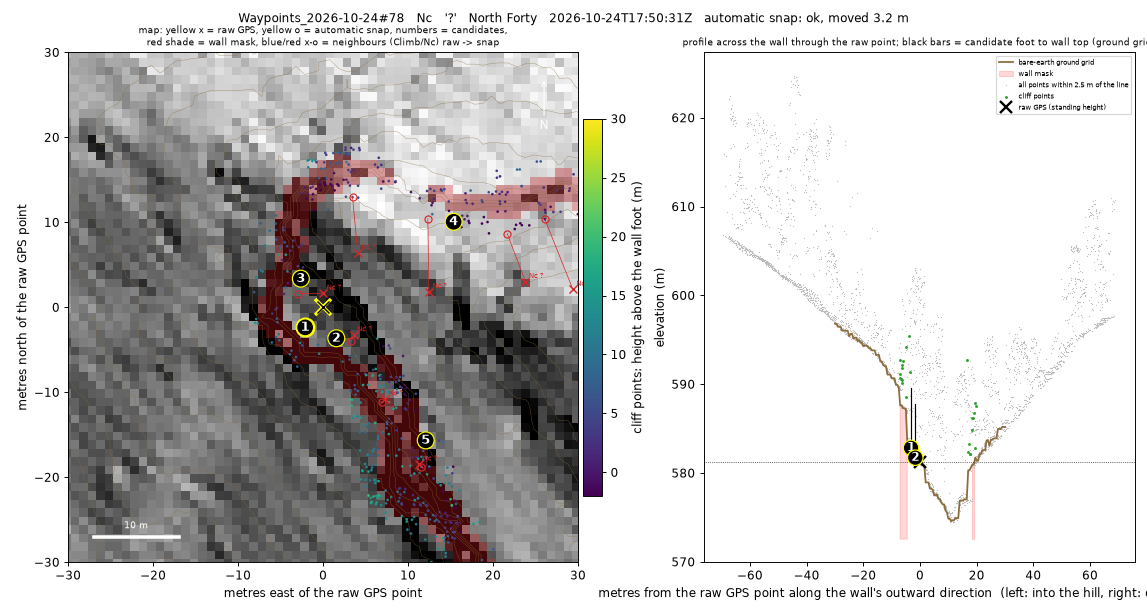 Waypoints_2026-10-24#78 Nc '?' North Forty 2026-10-24T17:50:31Z automatic snap: ok, moved 3.2 m
map: yellow x = raw GPS, yellow o = automatic snap, numbers = candidates,
red shade = wall mask, blue/red x-o = neighbours (Climb/Nc) raw -> snap
profile across the wall through the raw point; black bars = candidate foot to wall top (ground gri
bare-earth ground grid
wall mask
all points within 2.5 m of the line
cliff points
raw GPS (standing height)
N
Nc ?
Nc ?
Nc ?
Nc ?
Nc ?
1
2
3
4
5
10 m
30
20
10
0
−10
−20
−30
−30
−20
−10
0
10
20
30
metres north of the raw GPS point
metres east of the raw GPS point
30
25
20
15
10
5
0
cliff points: height above the wall foot (m)
620
610
600
590
580
570
elevation (m)
1
2
−60
−40
−20
0
20
40
60
metres from the raw GPS point along the wall's outward direction (left: into the hill, right: